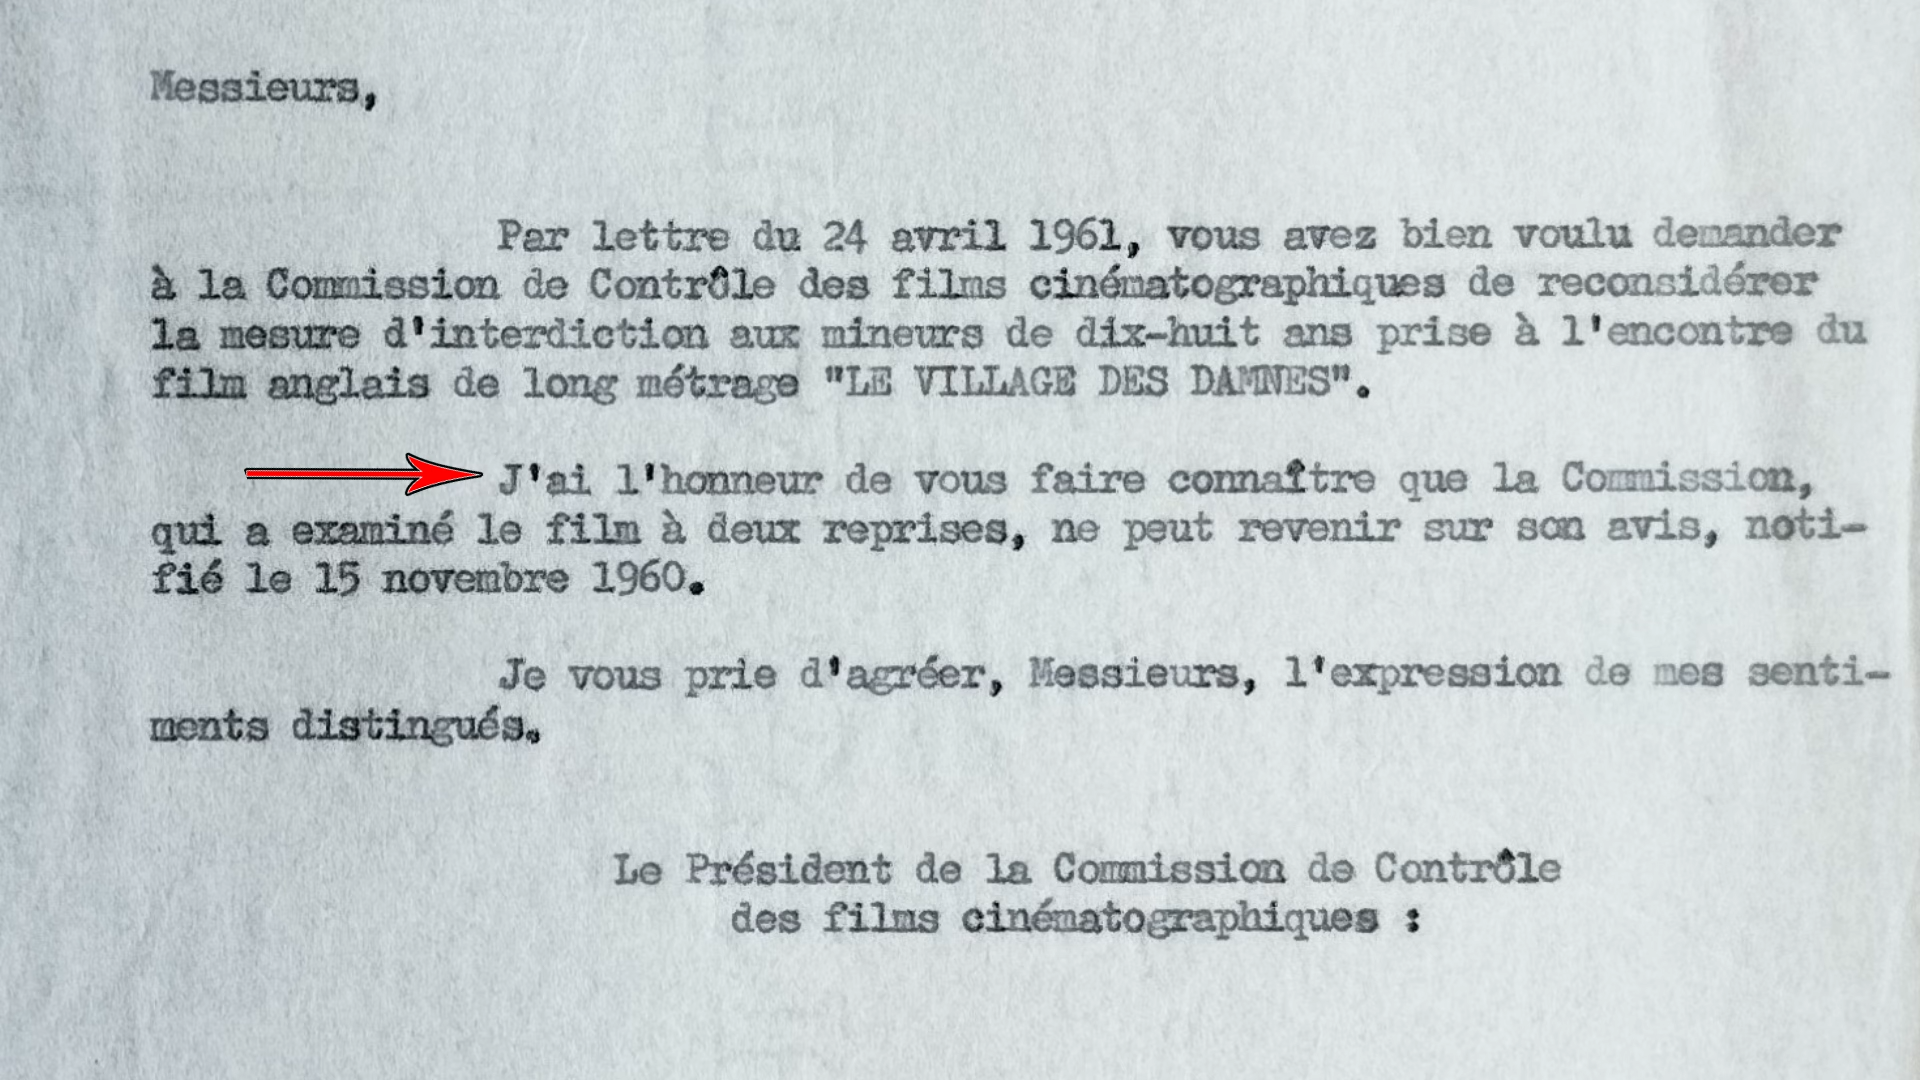 Messieurs,
Par lettre du 24 avril 1961, vous avez bien voulu demander
à la Commission de Contrôle des films cinématographiques de reconsidérer
la mesure d'interdiction aux mineurs de dix-huit ans prise à l'encontre du
film anglais de long métrage "LE VILLAGE DES DAMNES".
J'ai l'honneur de vous faire connaître que la Commission,
qui a examiné le film à deux reprises, ne peut revenir sur son avis, noti-
fié le 15 novembre 1960.
Je vous prie d'agréer, Messieurs, l'expression de mes senti-
ments distingués.
Le Président de la Commission de Contrôle
des films cinématographiques :